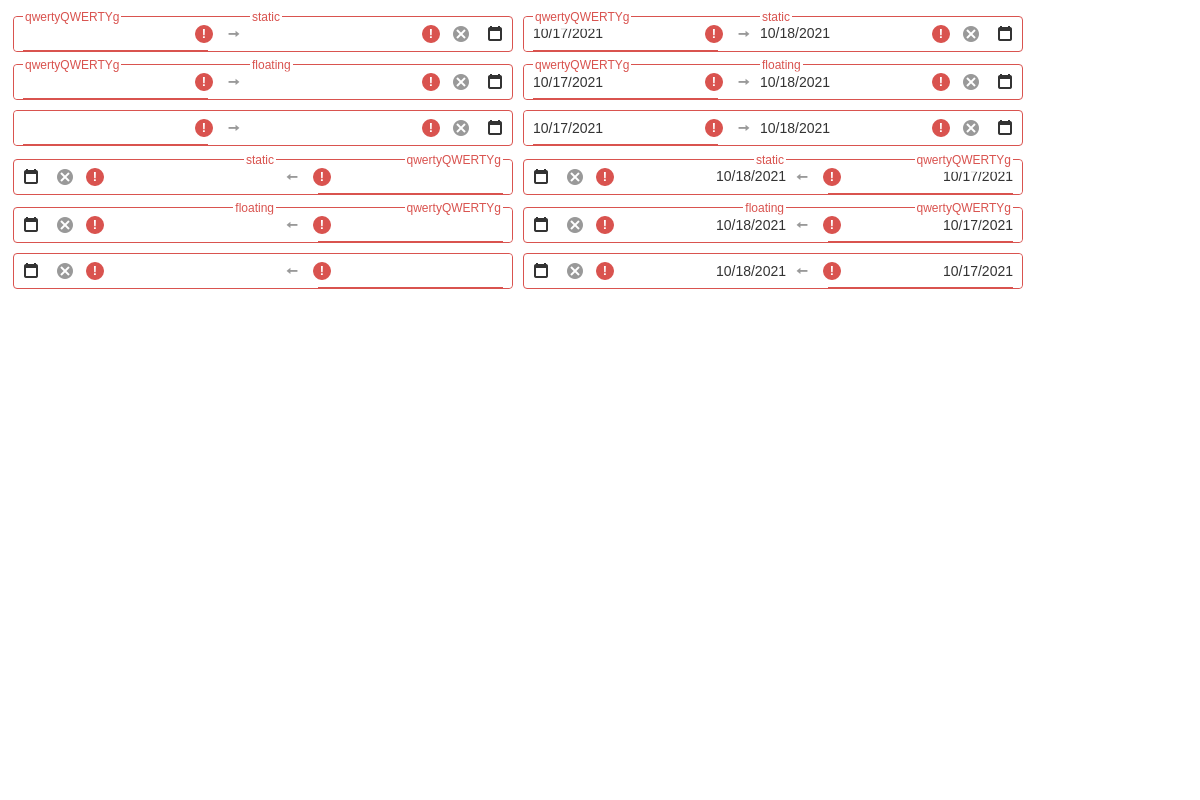 qwertyQWERTYg static qwertyQWERTYg static
! ! 10/17/2021 ! 10/18/2021 !
qwertyQWERTYg floating qwertyQWERTYg floating
! ! 10/17/2021 ! 10/18/2021 !
! ! 10/17/2021 ! 10/18/2021 !
static qwertyQWERTYg static qwertyQWERTYg
! ! ! 10/18/2021 ! 10/17/2021
floating qwertyQWERTYg floating qwertyQWERTYg
! ! ! 10/18/2021 ! 10/17/2021
! ! ! 10/18/2021 ! 10/17/2021